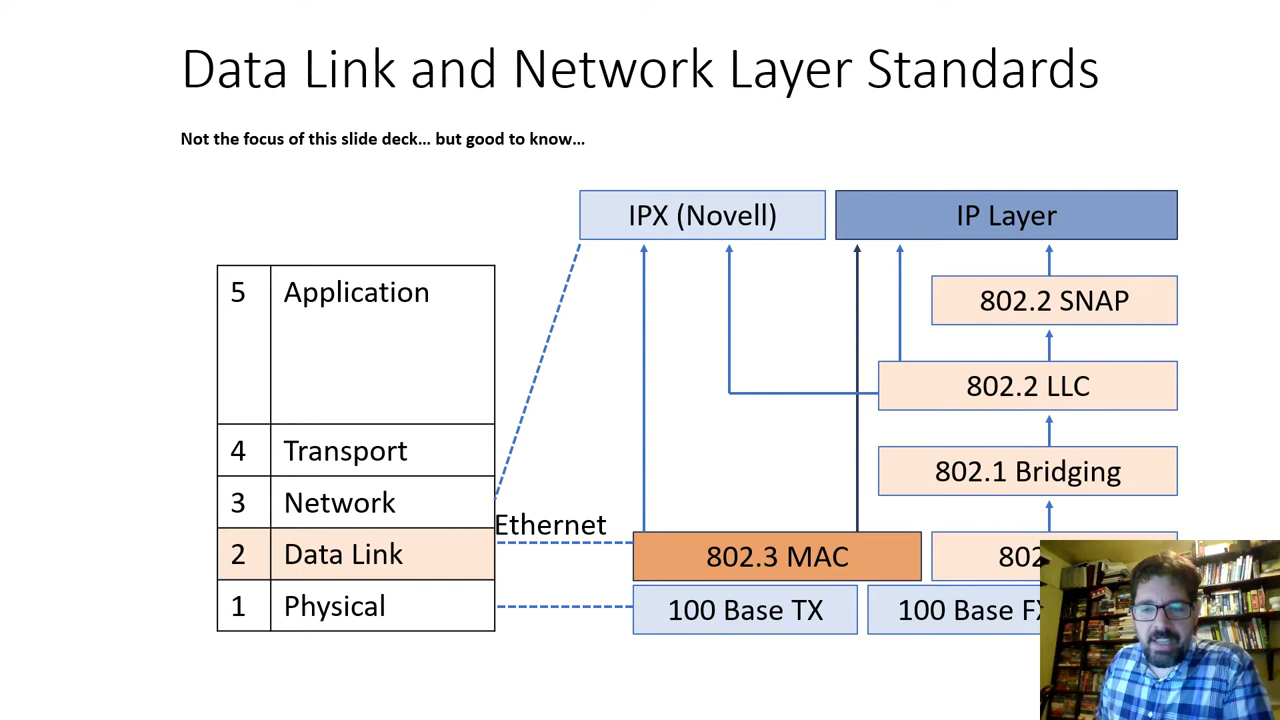 Data Link and Network Layer Standards
Not the focus of this slide deck... but good to know...
IPX (Novell)
IP Layer
5 Application
802.2 SNAP
802.2 LLC
4 Transport
802.1 Bridging
3 Network
Ethernet
2 Data Link
802.3 MAC
1 Physical
100 Base TX
100 Base